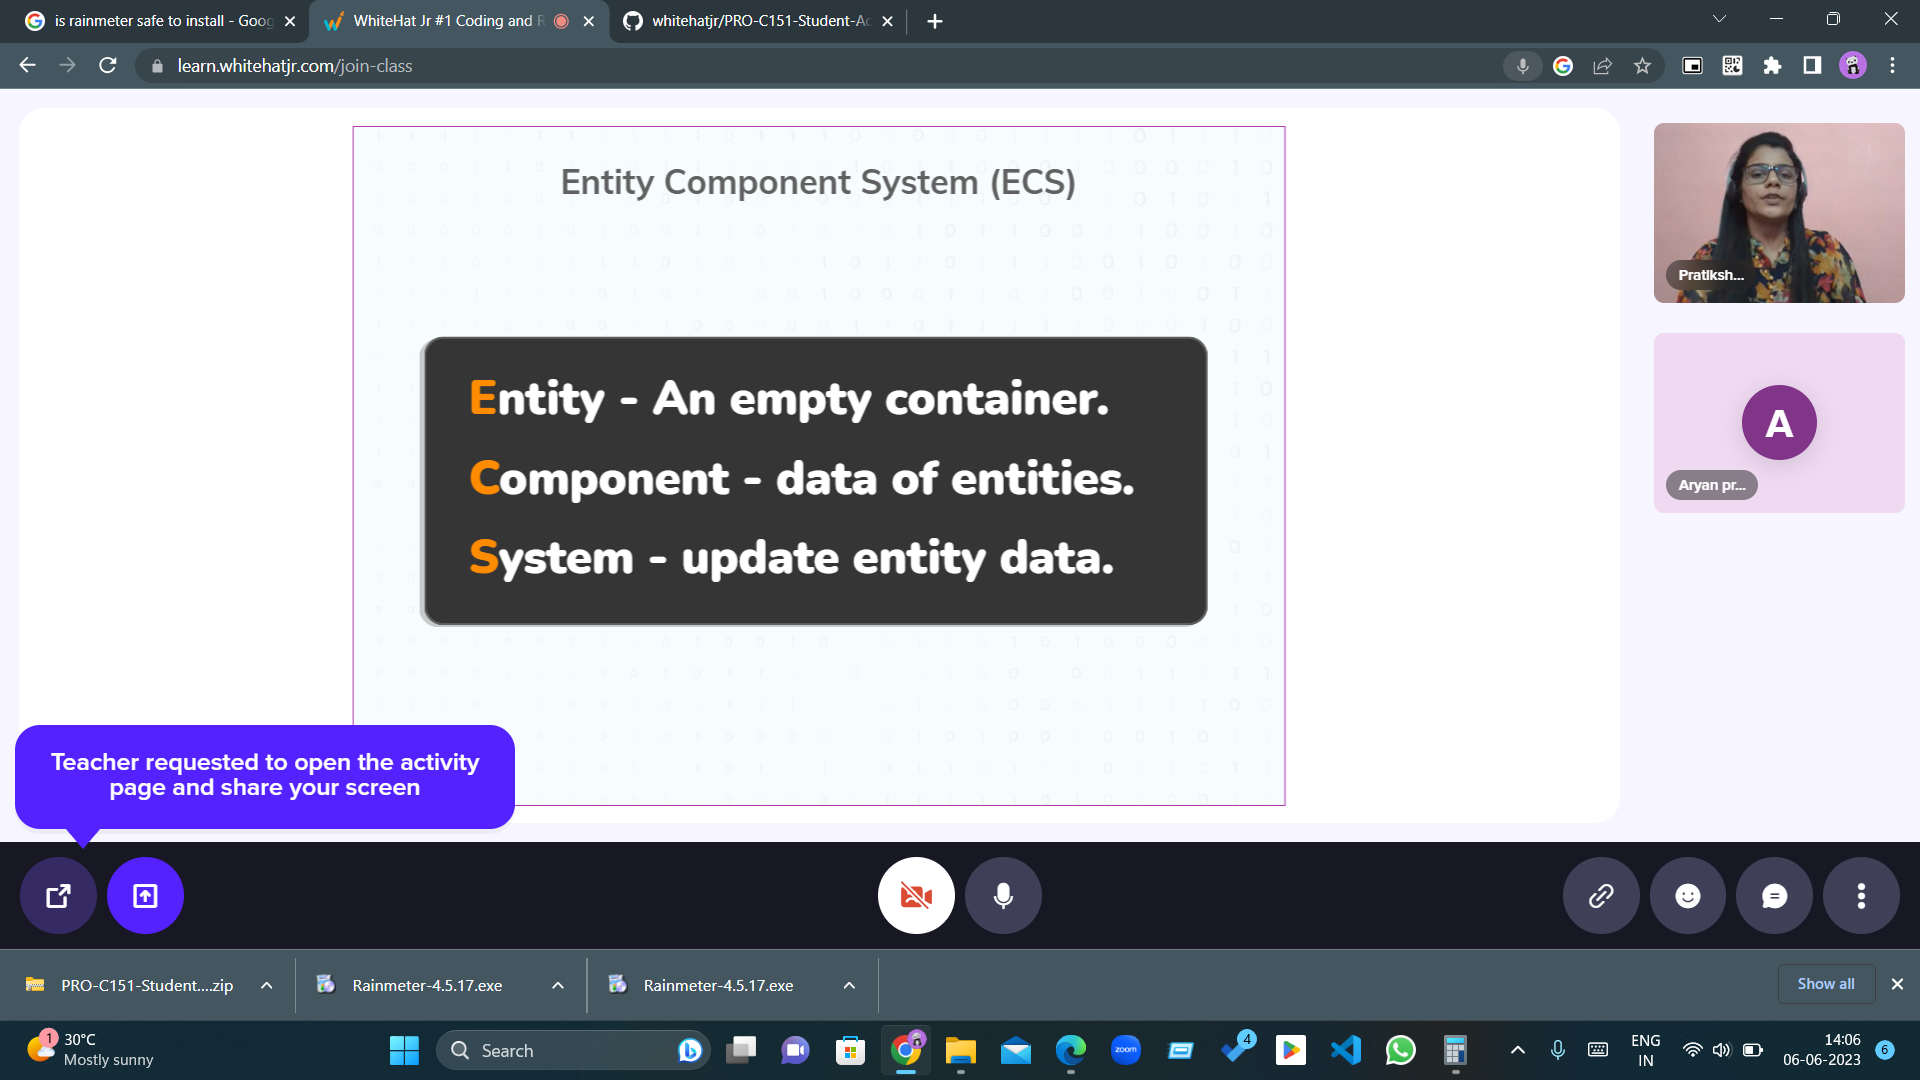 is rainmeter safe to install - Goog
WhiteHat Jr #1 Coding and R
whitehatjr/PRO-C151-Student-Ac
learn.whitehatjr.com/join-class
Entity Component System (ECS)
Entity - An empty container.
Component - data of entities.
System - update entity data.
Pratiksh...
A
Aryan pr...
Teacher requested to open the activity
page and share your screen
PRO-C151-Student....zip
Rainmeter-4.5.17.exe
Rainmeter-4.5.17.exe
Show all
1
30°C
Mostly sunny
Search
zoom
4
ENG
IN
14:06
06-06-2023
6